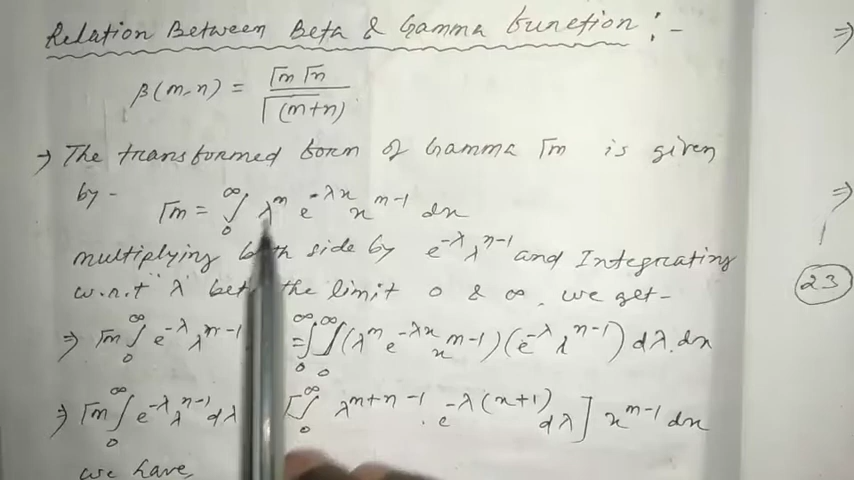 Relation Between Beta & Gamma Function :-
β(m,n) = Γm Γn / Γ(m+n)
→ The transformed form of Gamma Γm is given
by- Γm = ∫₀^∞ λ^m e^{-λx} x^{m-1} dx
multiplying both side by e^{-λ} λ^{n-1} and Integrating
w.r.t "λ" betⁿ the limit 0 & ∞, we get-
⇒ Γm ∫₀^∞ e^{-λ} λ^{n-1} = ∫₀^∞ ∫₀^∞ (λ^m e^{-λx} x^{m-1}) (e^{-λ} λ^{n-1}) dλ.dx
⇒ Γm ∫₀^∞ e^{-λ} λ^{n-1} dλ [∫₀^∞ λ^{m+n-1} . e^{-λ(x+1)} dλ] x^{m-1} dx
we have,
⇒
⇒
23